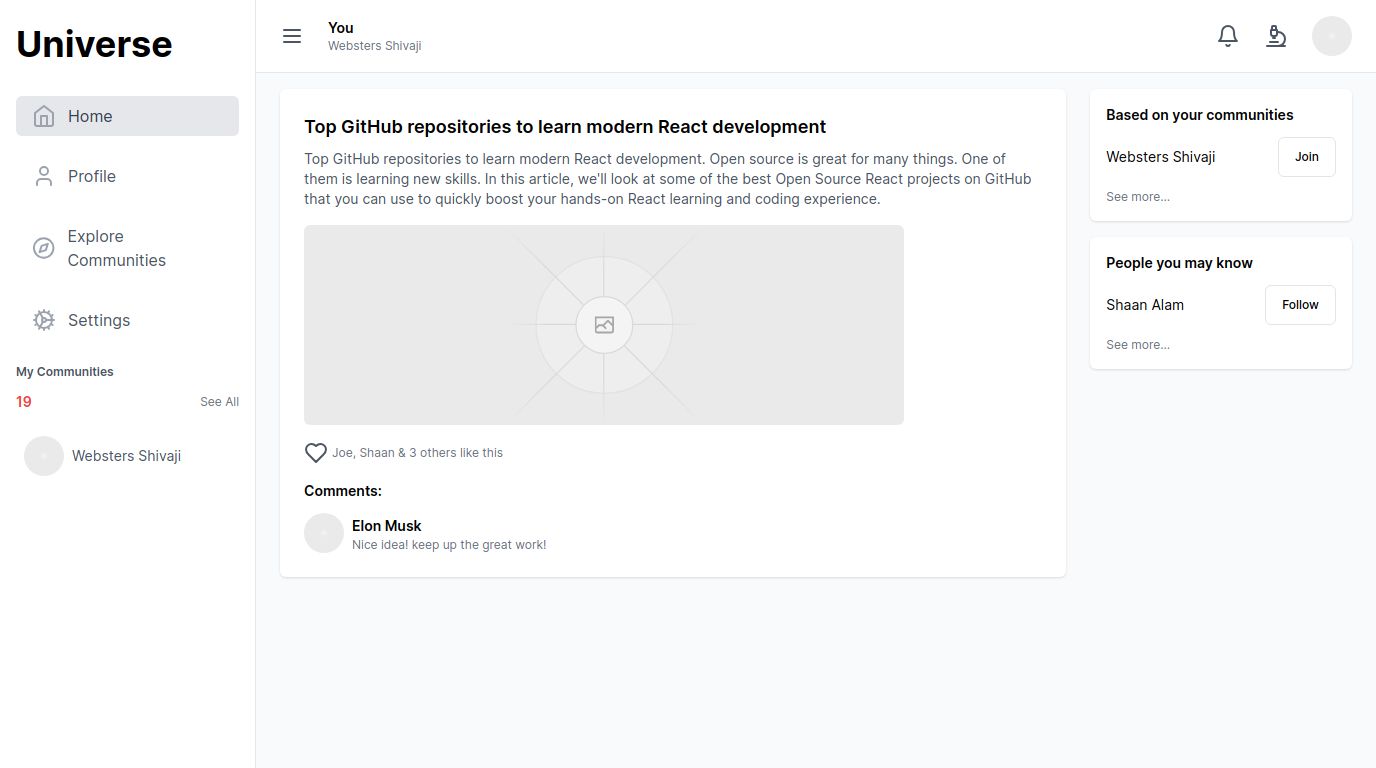 Universe
Home
Profile
Explore
Communities
Settings
My Communities
19
See All
Websters Shivaji
You
Websters Shivaji
Top GitHub repositories to learn modern React development
Top GitHub repositories to learn modern React development. Open source is great for many things. One of
them is learning new skills. In this article, we'll look at some of the best Open Source React projects on GitHub
that you can use to quickly boost your hands-on React learning and coding experience.
Joe, Shaan & 3 others like this
Comments:
Elon Musk
Nice idea! keep up the great work!
Based on your communities
Websters Shivaji
Join
See more...
People you may know
Shaan Alam
Follow
See more...